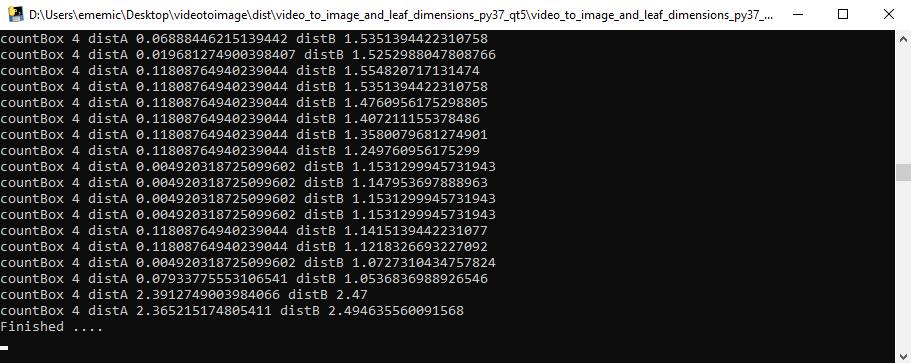 D:\Users\ememic\Desktop\videotoimage\dist\video_to_image_and_leaf_dimensions_py37_qt5\video_to_image_and_leaf_dimensions_py37_...
countBox 4 distA 0.06888446215139442 distB 1.5351394422310758
countBox 4 distA 0.019681274900398407 distB 1.5252988047808766
countBox 4 distA 0.11808764940239044 distB 1.554820717131474
countBox 4 distA 0.11808764940239044 distB 1.5351394422310758
countBox 4 distA 0.11808764940239044 distB 1.4760956175298805
countBox 4 distA 0.11808764940239044 distB 1.407211155378486
countBox 4 distA 0.11808764940239044 distB 1.3580079681274901
countBox 4 distA 0.11808764940239044 distB 1.249760956175299
countBox 4 distA 0.004920318725099602 distB 1.1531299945731943
countBox 4 distA 0.004920318725099602 distB 1.147953697888963
countBox 4 distA 0.004920318725099602 distB 1.1531299945731943
countBox 4 distA 0.004920318725099602 distB 1.1531299945731943
countBox 4 distA 0.11808764940239044 distB 1.1415139442231077
countBox 4 distA 0.11808764940239044 distB 1.1218326693227092
countBox 4 distA 0.004920318725099602 distB 1.0727310434757824
countBox 4 distA 0.07933775553106541 distB 1.0536836988926546
countBox 4 distA 2.3912749003984066 distB 2.47
countBox 4 distA 2.365215174805411 distB 2.494635560091568
Finished ....